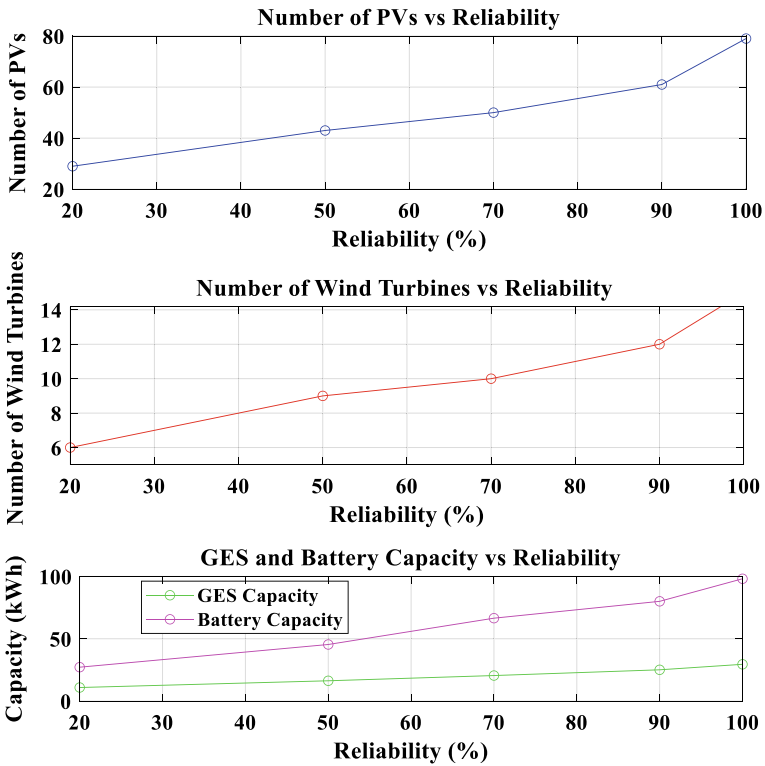 Number of PVs vs Reliability
Number of PVs
80
60
40
20
20 30 40 50 60 70 80 90 100
Reliability (%)
Number of Wind Turbines vs Reliability
Number of Wind Turbines
14
12
10
8
6
20 30 40 50 60 70 80 90 100
Reliability (%)
GES and Battery Capacity vs Reliability
Capacity (kWh)
100
50
0
GES Capacity
Battery Capacity
20 30 40 50 60 70 80 90 100
Reliability (%)